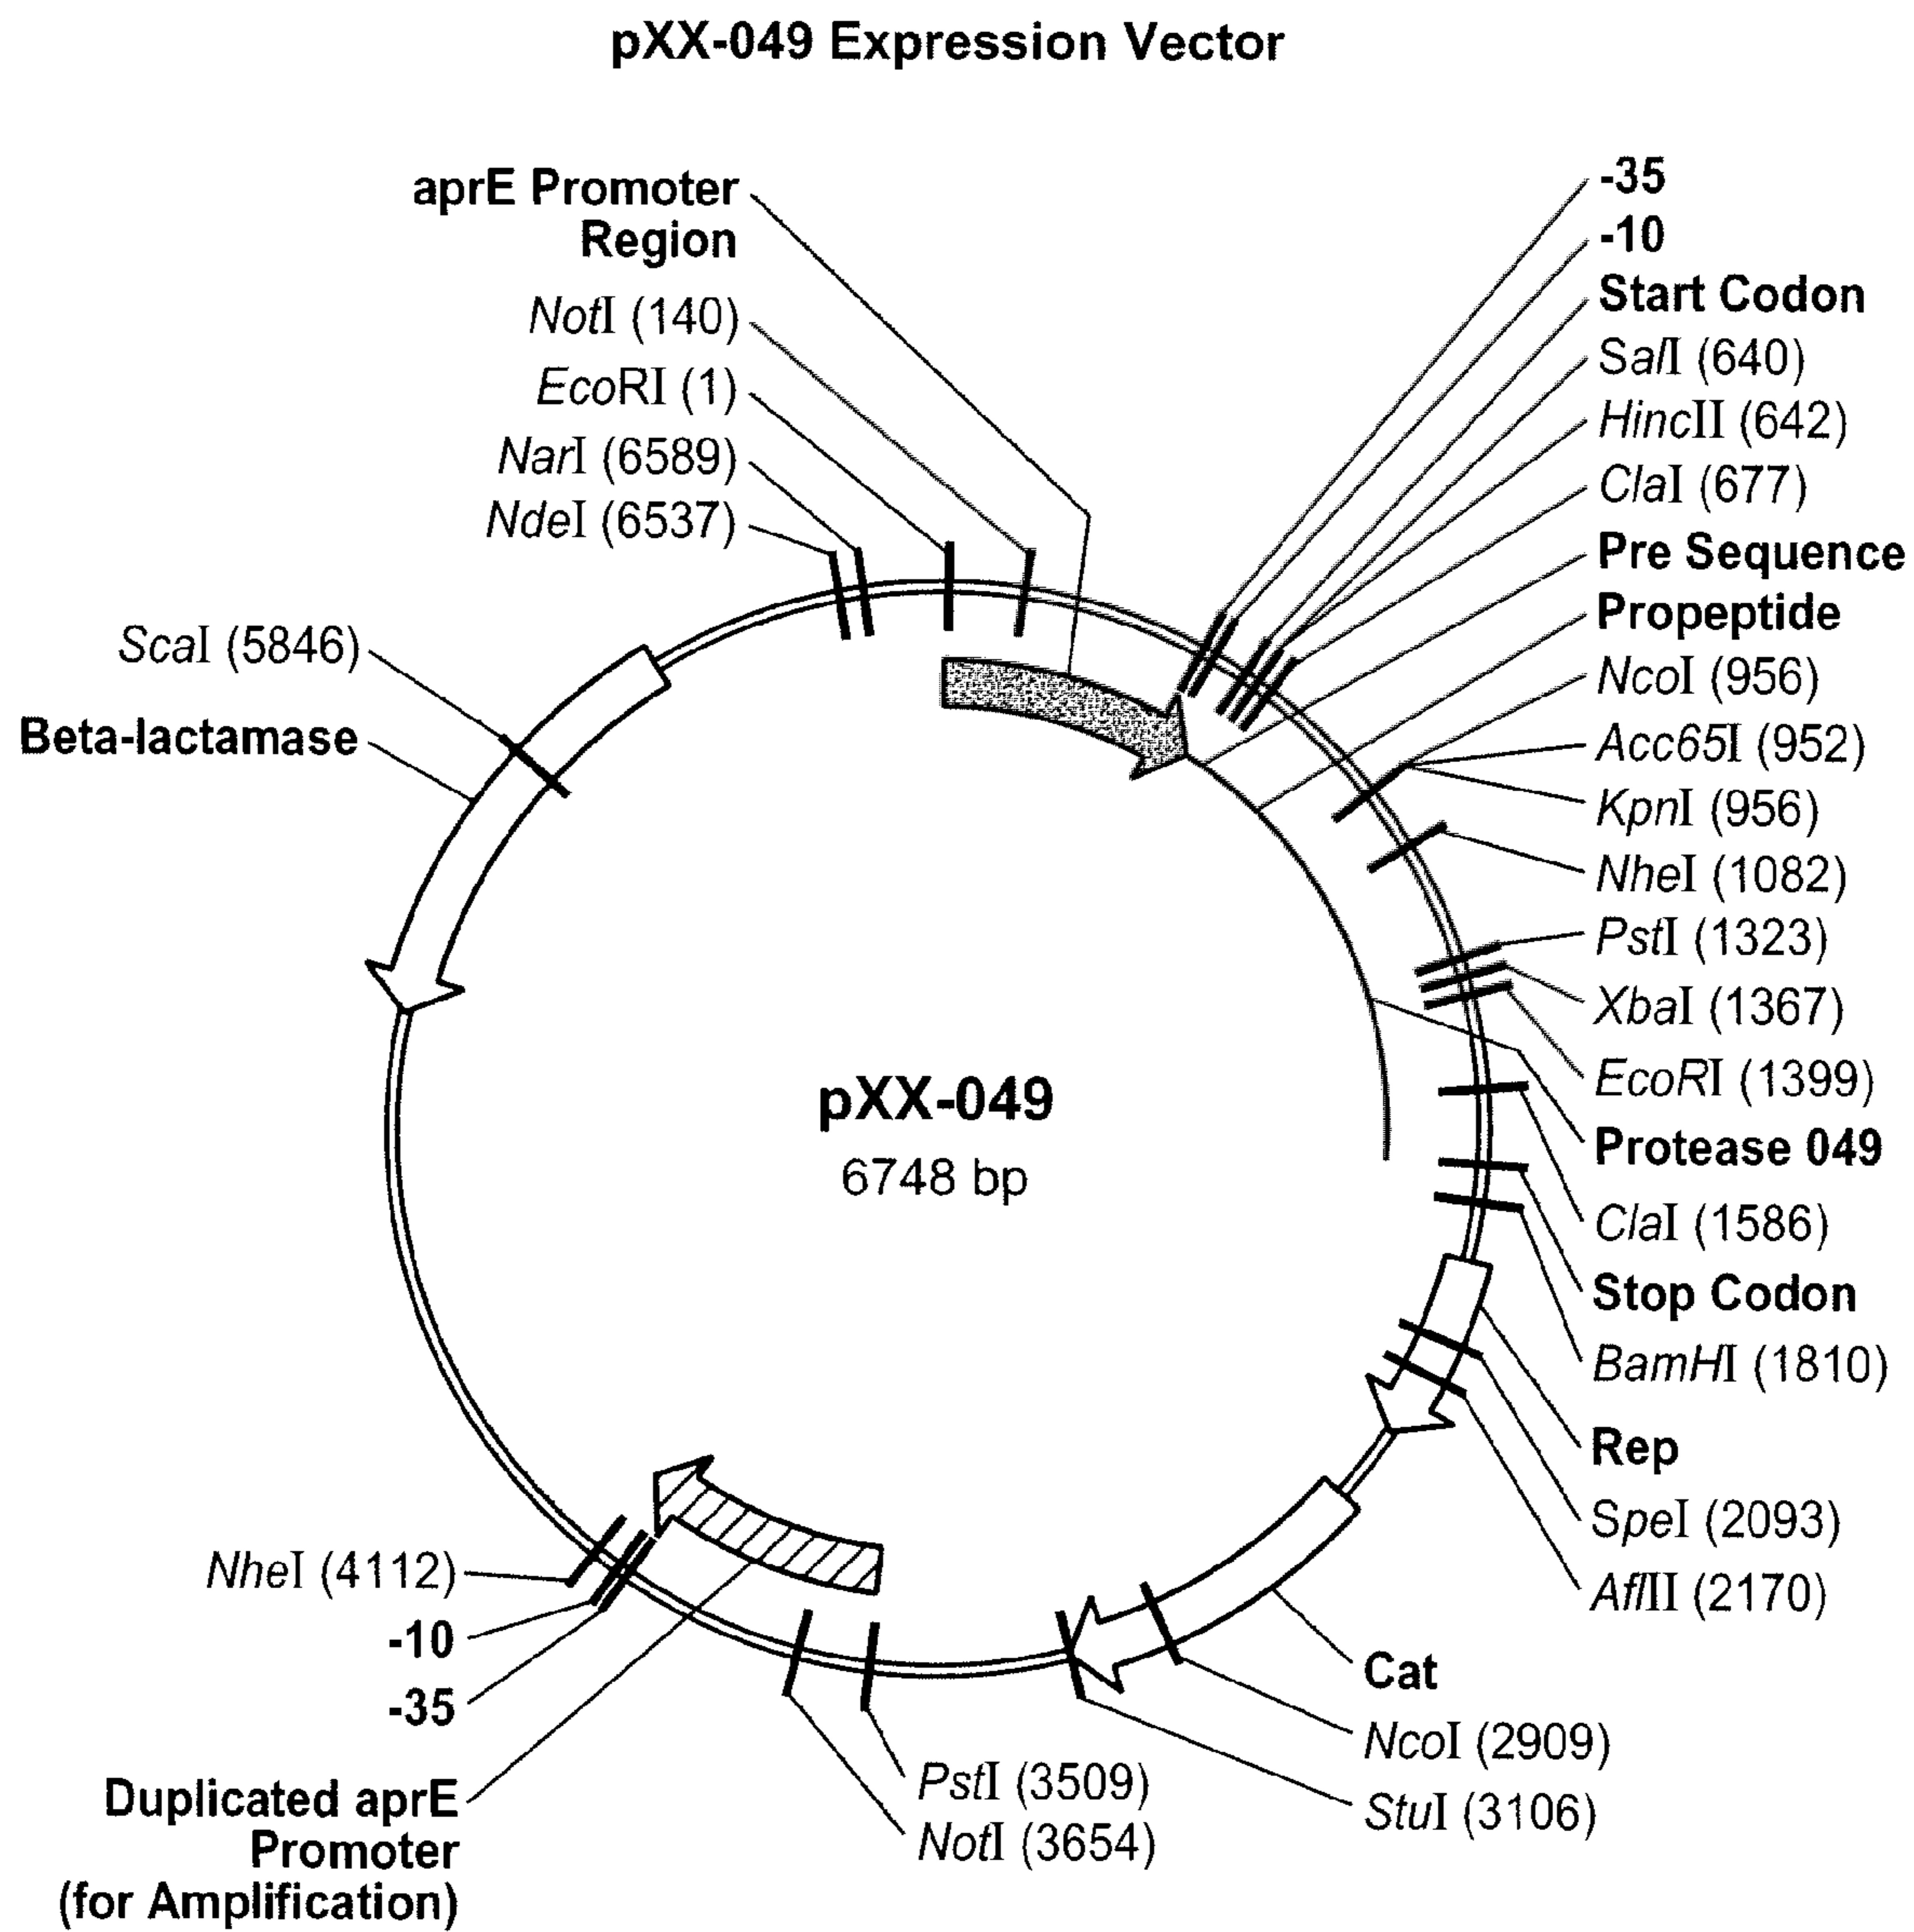 pXX-049 Expression Vector
aprE Promoter
Region
NotI (140)
EcoRI (1)
NarI (6589)
NdeI (6537)
ScaI (5846)
Beta-lactamase
-35
-10
Start Codon
SalI (640)
HincII (642)
ClaI (677)
Pre Sequence
Propeptide
NcoI (956)
Acc65I (952)
KpnI (956)
NheI (1082)
PstI (1323)
XbaI (1367)
EcoRI (1399)
Protease 049
ClaI (1586)
Stop Codon
BamHI (1810)
Rep
SpeI (2093)
AflII (2170)
pXX-049
6748 bp
Cat
NcoI (2909)
StuI (3106)
PstI (3509)
NotI (3654)
NheI (4112)
-10
-35
Duplicated aprE
Promoter
(for Amplification)